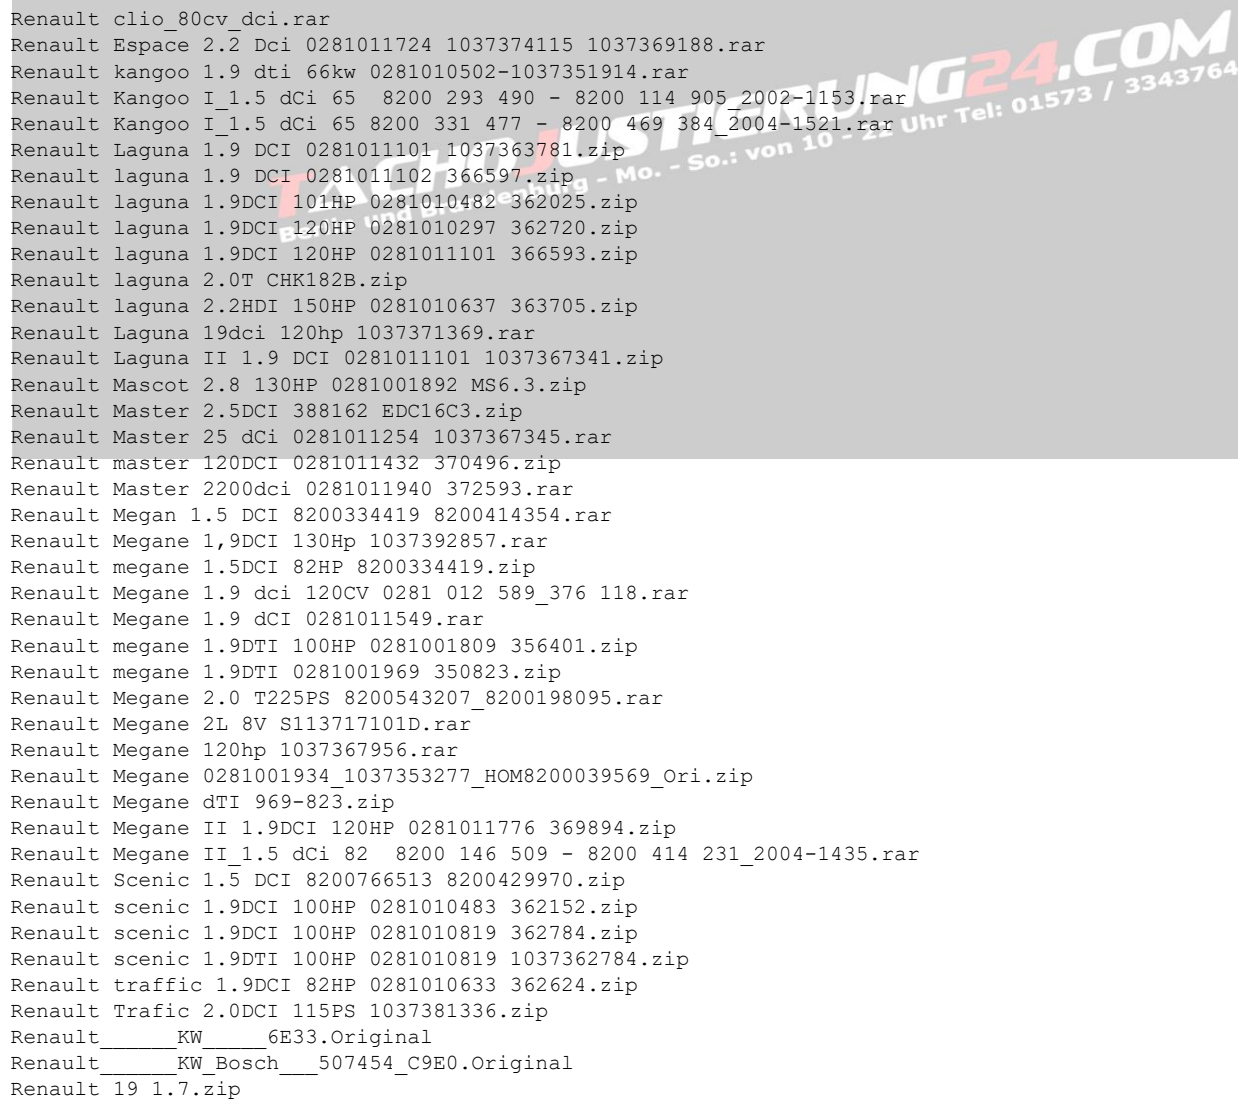 TACHOJUSTIERUNG24.COM
Berlin und Brandenburg - Mo. - So.: von 10 - 22 Uhr Tel: 01573 / 3343764
Renault clio_80cv_dci.rar
Renault Espace 2.2 Dci 0281011724 1037374115 1037369188.rar
Renault kangoo 1.9 dti 66kw 0281010502-1037351914.rar
Renault Kangoo I_1.5 dCi 65  8200 293 490 - 8200 114 905_2002-1153.rar
Renault Kangoo I_1.5 dCi 65 8200 331 477 - 8200 469 384_2004-1521.rar
Renault Laguna 1.9 DCI 0281011101 1037363781.zip
Renault laguna 1.9 DCI 0281011102 366597.zip
Renault laguna 1.9DCI 101HP 0281010482 362025.zip
Renault laguna 1.9DCI 120HP 0281010297 362720.zip
Renault laguna 1.9DCI 120HP 0281011101 366593.zip
Renault laguna 2.0T CHK182B.zip
Renault laguna 2.2HDI 150HP 0281010637 363705.zip
Renault Laguna 19dci 120hp 1037371369.rar
Renault Laguna II 1.9 DCI 0281011101 1037367341.zip
Renault Mascot 2.8 130HP 0281001892 MS6.3.zip
Renault Master 2.5DCI 388162 EDC16C3.zip
Renault Master 25 dCi 0281011254 1037367345.rar
Renault master 120DCI 0281011432 370496.zip
Renault Master 2200dci 0281011940 372593.rar
Renault Megan 1.5 DCI 8200334419 8200414354.rar
Renault Megane 1,9DCI 130Hp 1037392857.rar
Renault megane 1.5DCI 82HP 8200334419.zip
Renault Megane 1.9 dci 120CV 0281 012 589_376 118.rar
Renault Megane 1.9 dCI 0281011549.rar
Renault megane 1.9DTI 100HP 0281001809 356401.zip
Renault megane 1.9DTI 0281001969 350823.zip
Renault Megane 2.0 T225PS 8200543207_8200198095.rar
Renault Megane 2L 8V S113717101D.rar
Renault Megane 120hp 1037367956.rar
Renault Megane 0281001934_1037353277_HOM8200039569_Ori.zip
Renault Megane dTI 969-823.zip
Renault Megane II 1.9DCI 120HP 0281011776 369894.zip
Renault Megane II_1.5 dCi 82  8200 146 509 - 8200 414 231_2004-1435.rar
Renault Scenic 1.5 DCI 8200766513 8200429970.zip
Renault scenic 1.9DCI 100HP 0281010483 362152.zip
Renault scenic 1.9DCI 100HP 0281010819 362784.zip
Renault scenic 1.9DTI 100HP 0281010819 1037362784.zip
Renault traffic 1.9DCI 82HP 0281010633 362624.zip
Renault Trafic 2.0DCI 115PS 1037381336.zip
Renault______KW_____6E33.Original
Renault______KW_Bosch___507454_C9E0.Original
Renault 19 1.7.zip